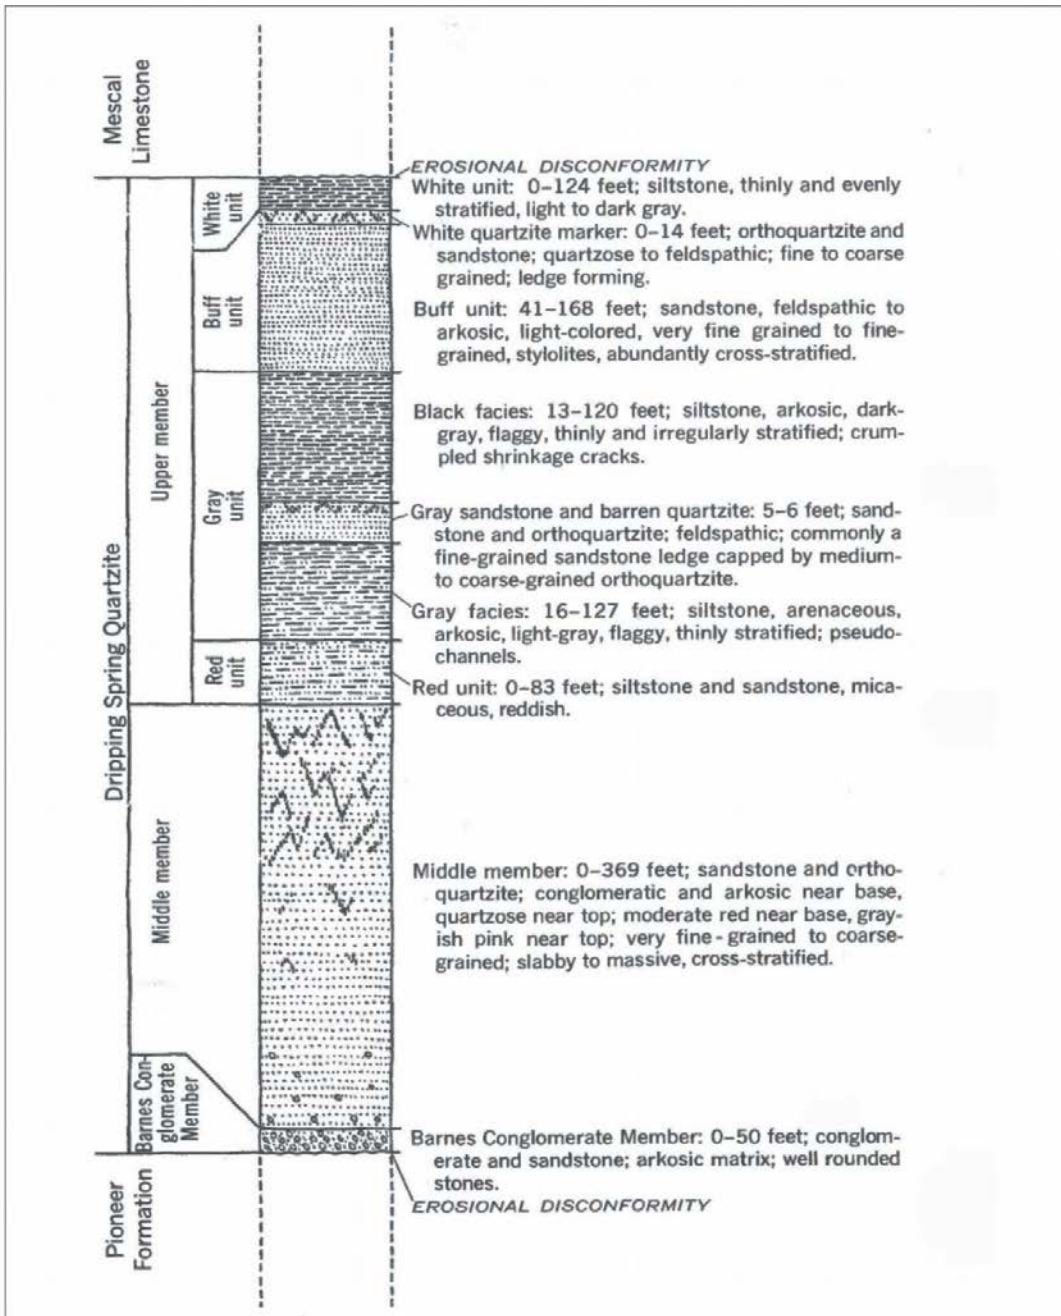 Mescal
Limestone
EROSIONAL DISCONFORMITY
White unit: 0–124 feet; siltstone, thinly and evenly
stratified, light to dark gray.
White
unit
White quartzite marker: 0–14 feet; orthoquartzite and
sandstone; quartzose to feldspathic; fine to coarse
grained; ledge forming.
Buff
unit
Buff unit: 41–168 feet; sandstone, feldspathic to
arkosic, light-colored, very fine grained to fine-
grained, stylolites, abundantly cross-stratified.
Upper member
Black facies: 13–120 feet; siltstone, arkosic, dark-
gray, flaggy, thinly and irregularly stratified; crum-
pled shrinkage cracks.
Gray
unit
Gray sandstone and barren quartzite: 5–6 feet; sand-
stone and orthoquartzite; feldspathic; commonly a
fine-grained sandstone ledge capped by medium-
to coarse-grained orthoquartzite.
Gray facies: 16–127 feet; siltstone, arenaceous,
arkosic, light-gray, flaggy, thinly stratified; pseudo-
channels.
Red
unit
Red unit: 0–83 feet; siltstone and sandstone, mica-
ceous, reddish.
Dripping Spring Quartzite
Middle member
Middle member: 0–369 feet; sandstone and ortho-
quartzite; conglomeratic and arkosic near base,
quartzose near top; moderate red near base, gray-
ish pink near top; very fine-grained to coarse-
grained; slabby to massive, cross-stratified.
Barnes Con-
glomerate
Member
Barnes Conglomerate Member: 0–50 feet; conglom-
erate and sandstone; arkosic matrix; well rounded
stones.
EROSIONAL DISCONFORMITY
Pioneer
Formation